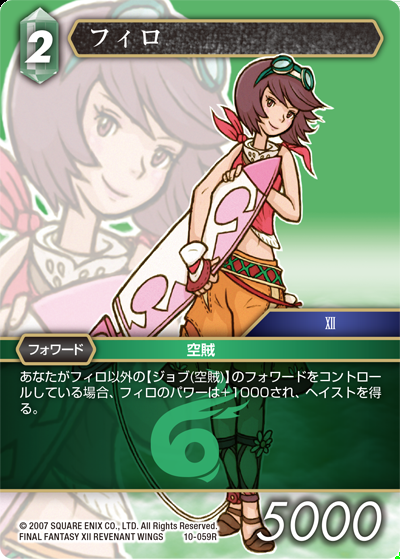 2
フィロ
XII
フォワード
空賊
あなたがフィロ以外の【ジョブ(空賊)】のフォワードをコントロ
ールしている場合、フィロのパワーは+1000され、ヘイストを得
る。
© 2007 SQUARE ENIX CO., LTD. All Rights Reserved.
FINAL FANTASY XII REVENANT WINGS
10-059R
5000